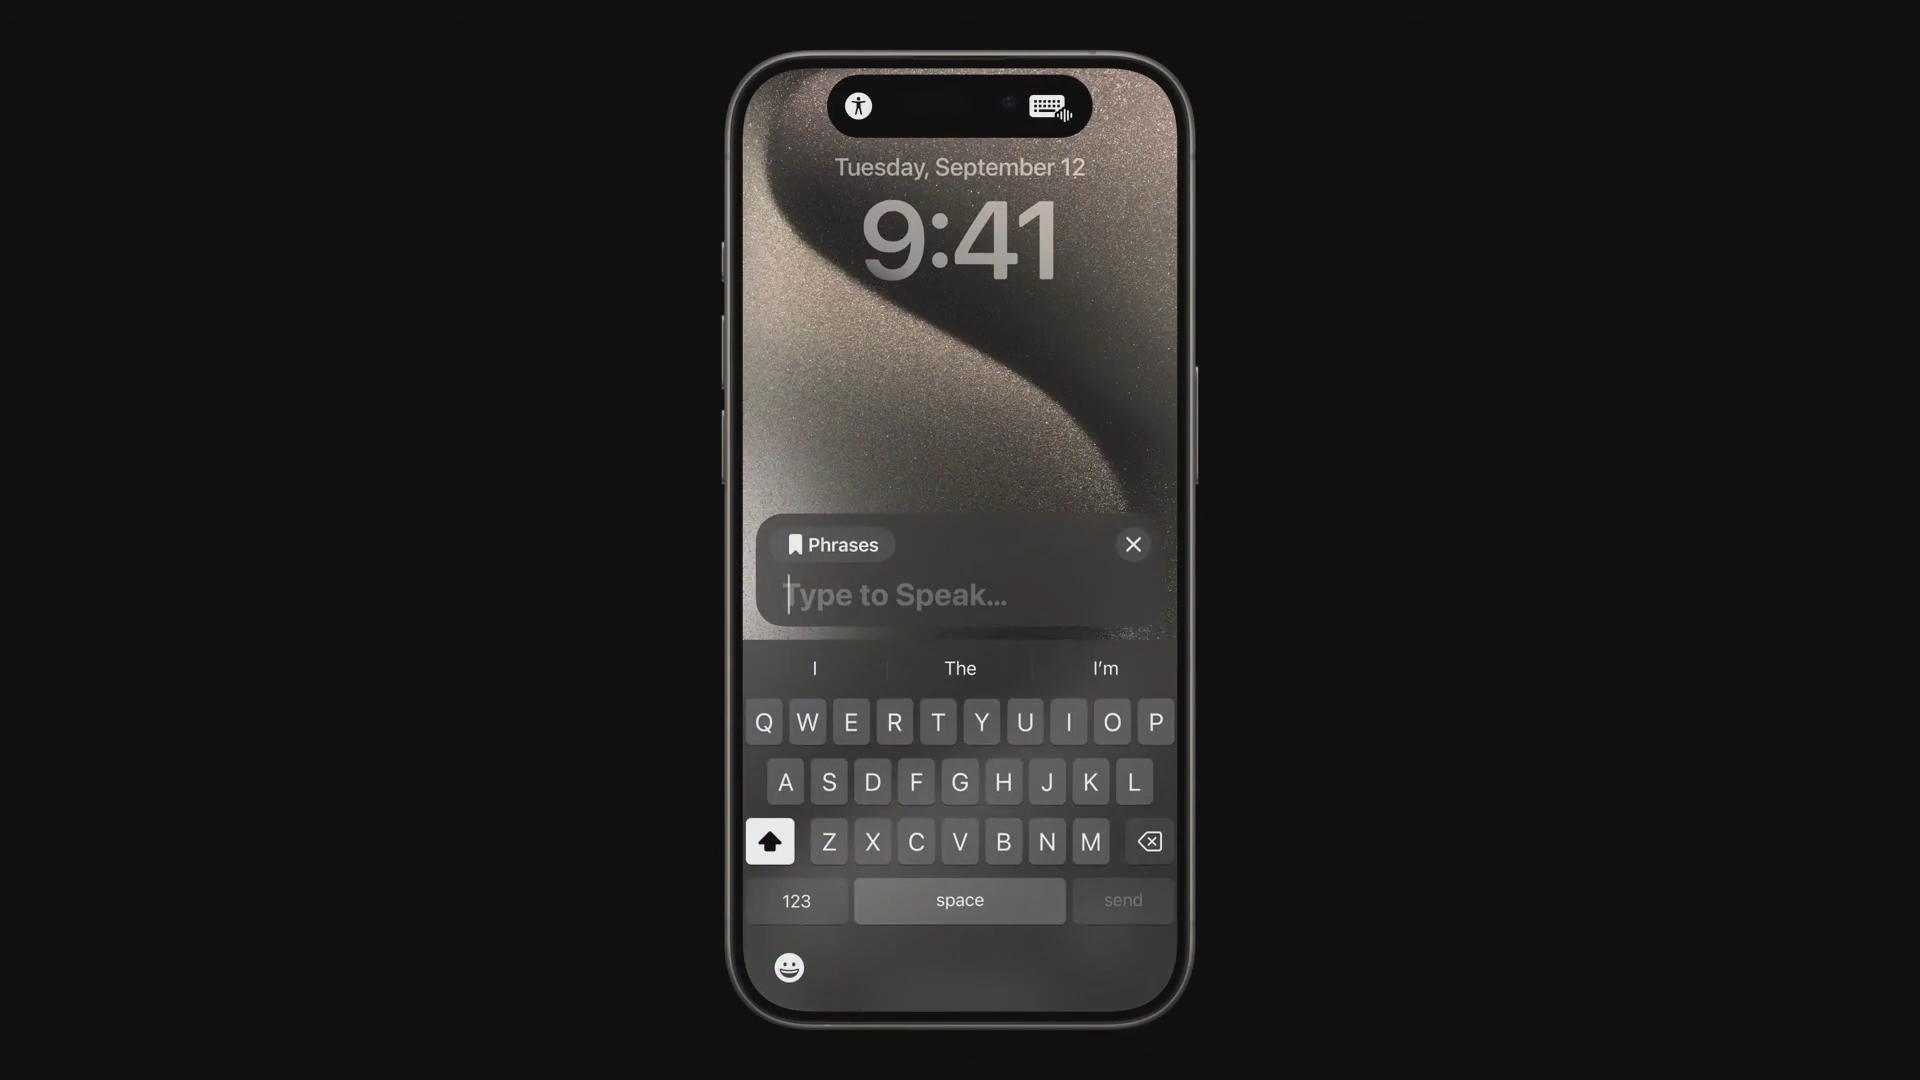 Tuesday, September 12
9:41
Phrases
Type to Speak...
I The I'm
Q W E R T Y U I O P
A S D F G H J K L
Z X C V B N M
123 space send